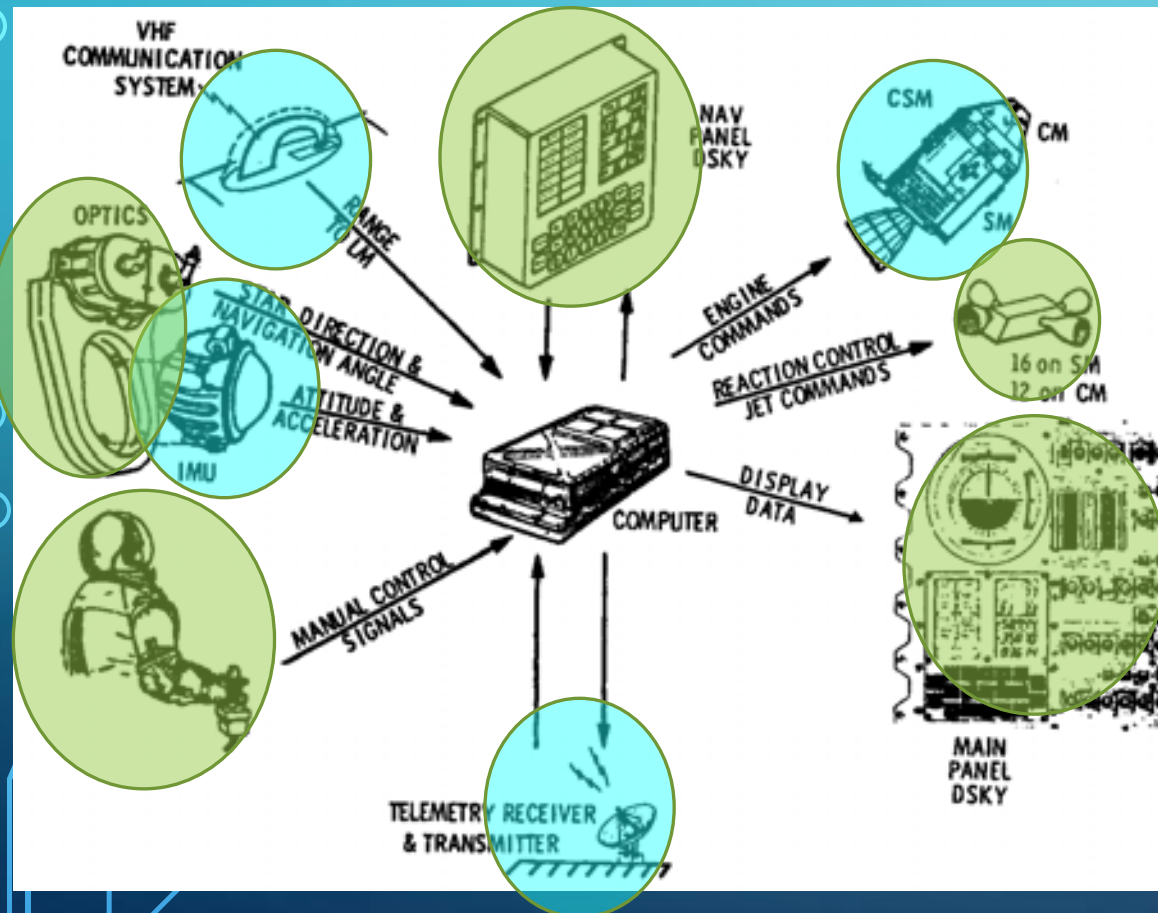 VHF
COMMUNICATION
SYSTEM
NAV
PANEL
DSKY
CSM
CM
SM
OPTICS
RANGE
TO LM
STAR DIRECTION &
NAVIGATION ANGLE
ATTITUDE &
ACCELERATION
IMU
ENGINE
COMMANDS
REACTION CONTROL
JET COMMANDS
16 on SM
12 on CM
DISPLAY
DATA
COMPUTER
MANUAL CONTROL
SIGNALS
MAIN
PANEL
DSKY
TELEMETRY RECEIVER
& TRANSMITTER